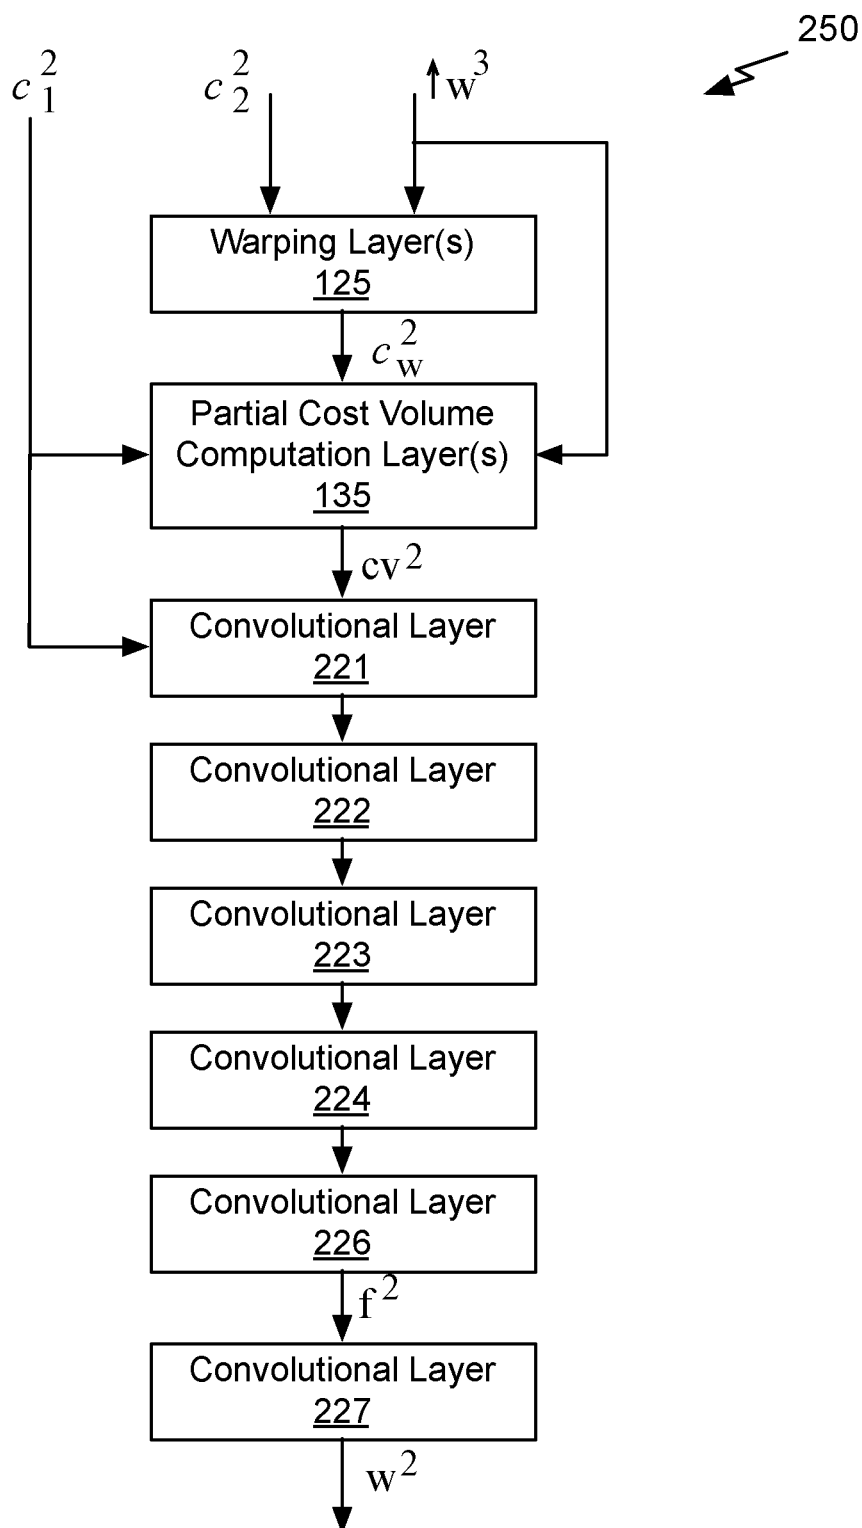 250
c₁²
c₂²
↑w³
Warping Layer(s)
125
c_w²
Partial Cost Volume
Computation Layer(s)
135
cv²
Convolutional Layer
221
Convolutional Layer
222
Convolutional Layer
223
Convolutional Layer
224
Convolutional Layer
226
f²
Convolutional Layer
227
w²